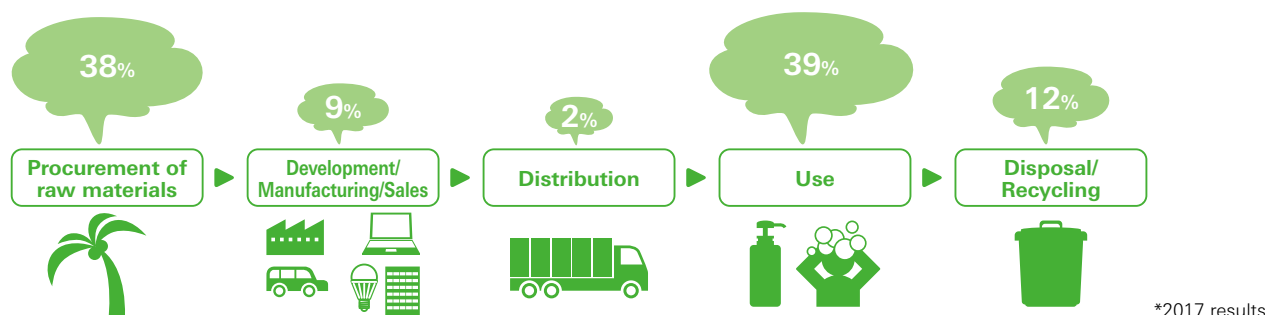 38%
9%
2%
39%
12%
Procurement of
raw materials
Development/
Manufacturing/Sales
Distribution
Use
Disposal/
Recycling
*2017 results